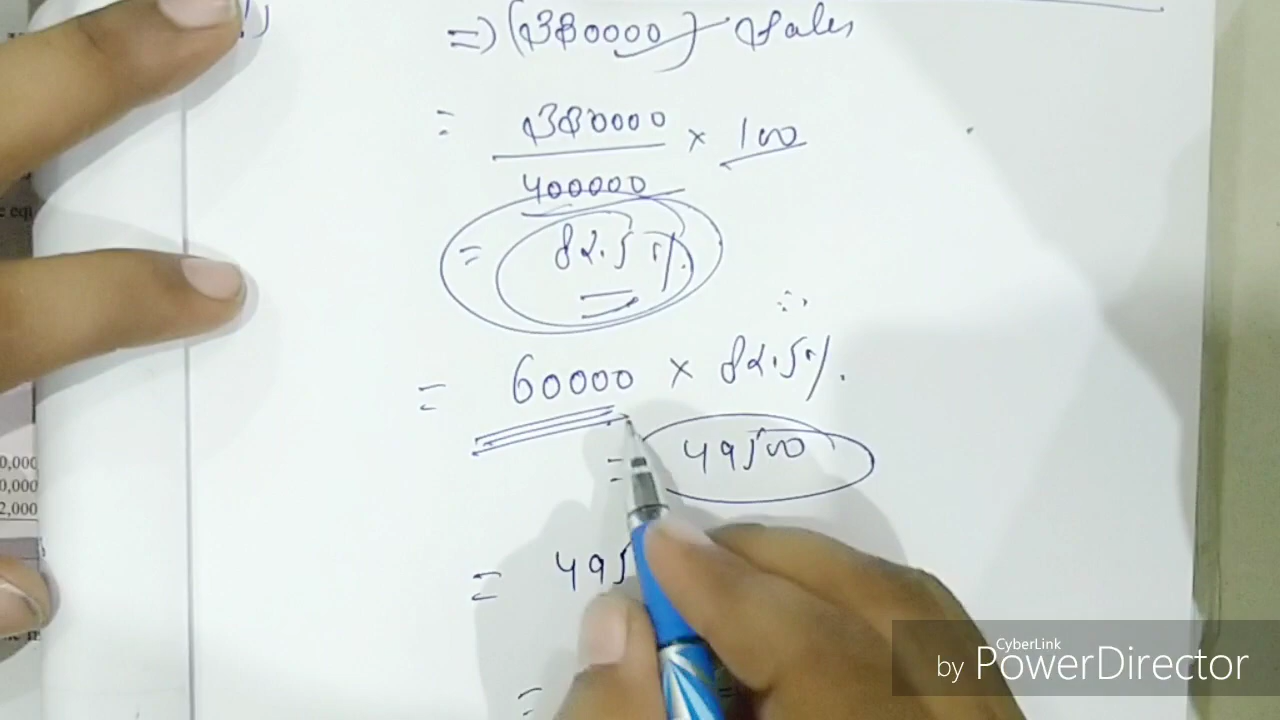 =) (330000) Sales
= 330000 × 100
400000
= 82.5%
∴
= 60000 × 82.5%.
= 49500
= 495
=
0,000
0,000
2,000
CyberLink
by PowerDirector